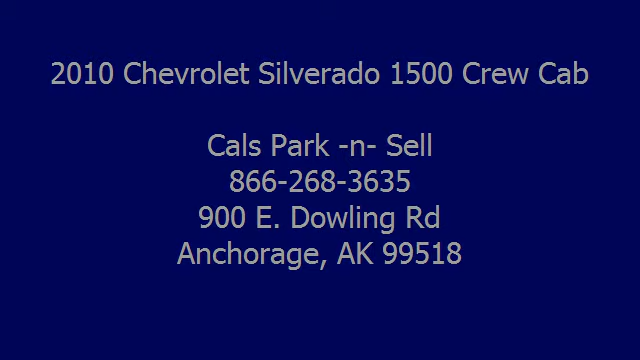 2010 Chevrolet Silverado 1500 Crew Cab
Cals Park -n- Sell
866-268-3635
900 E. Dowling Rd
Anchorage, AK 99518